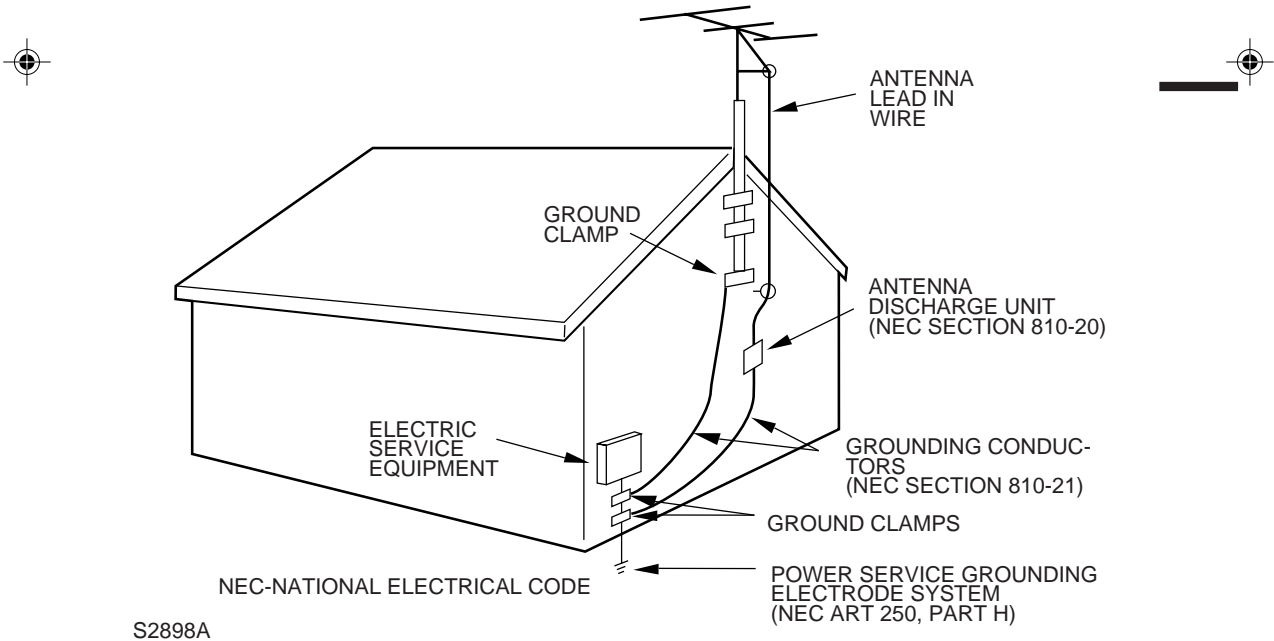 ANTENNA
LEAD IN
WIRE
GROUND
CLAMP
ANTENNA
DISCHARGE UNIT
(NEC SECTION 810-20)
ELECTRIC
SERVICE
EQUIPMENT
GROUNDING CONDUC-
TORS
(NEC SECTION 810-21)
GROUND CLAMPS
POWER SERVICE GROUNDING
ELECTRODE SYSTEM
(NEC ART 250, PART H)
NEC-NATIONAL ELECTRICAL CODE
S2898A